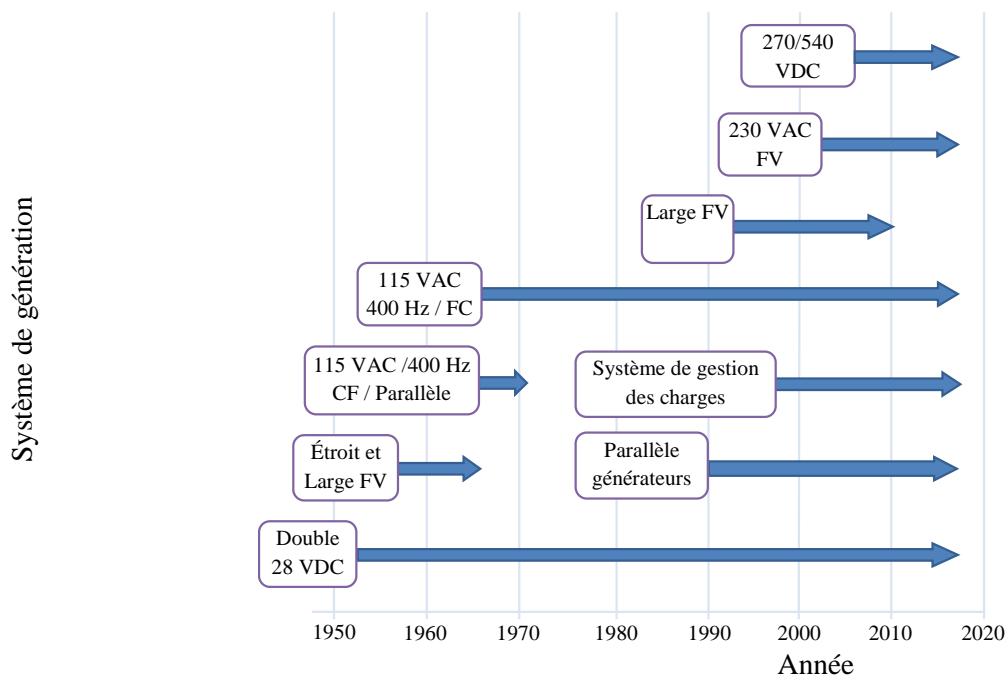 270/540
VDC
230 VAC
FV
Large FV
115 VAC
400 Hz / FC
115 VAC /400 Hz
CF / Parallèle
Système de gestion
des charges
Étroit et
Large FV
Parallèle
générateurs
Double
28 VDC
Système de génération
1950 1960 1970 1980 1990 2000 2010 2020
Année